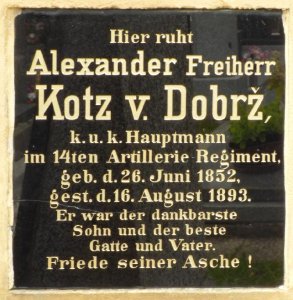 Hier ruht
Alexander Freiherr
Kotz v. Dobrž,
k. u. k. Hauptmann
im 14ten Artillerie Regiment,
geb. d. 26. Juni 1852,
gest. d. 16. August 1893.
Er war der dankbarste
Sohn und der beste
Gatte und Vater.
Friede seiner Asche !